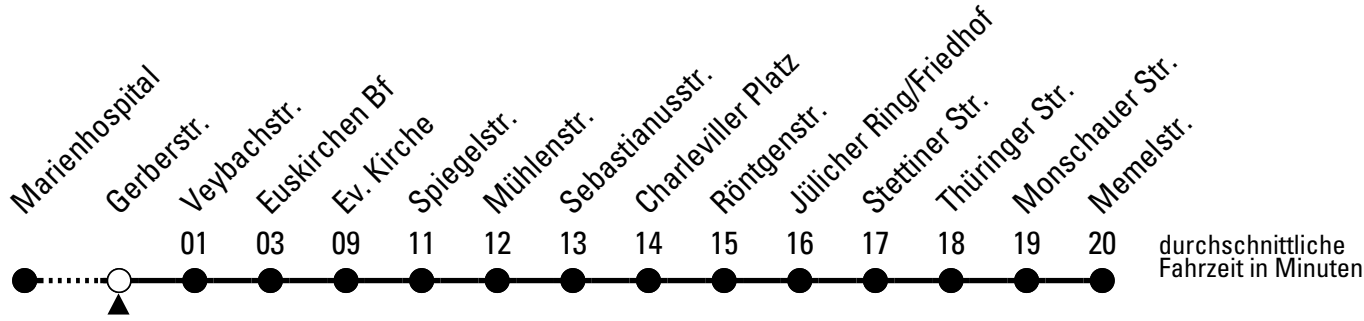 Marienhospital
Gerberstr.
Veybachstr.
Euskirchen Bf
Ev. Kirche
Spiegelstr.
Mühlenstr.
Sebastianusstr.
Charleviller Platz
Röntgenstr.
Jülicher Ring/Friedhof
Stettiner Str.
Thüringer Str.
Monschauer Str.
Memelstr.
01 03 09 11 12 13 14 15 16 17 18 19 20
durchschnittliche
Fahrzeit in Minuten